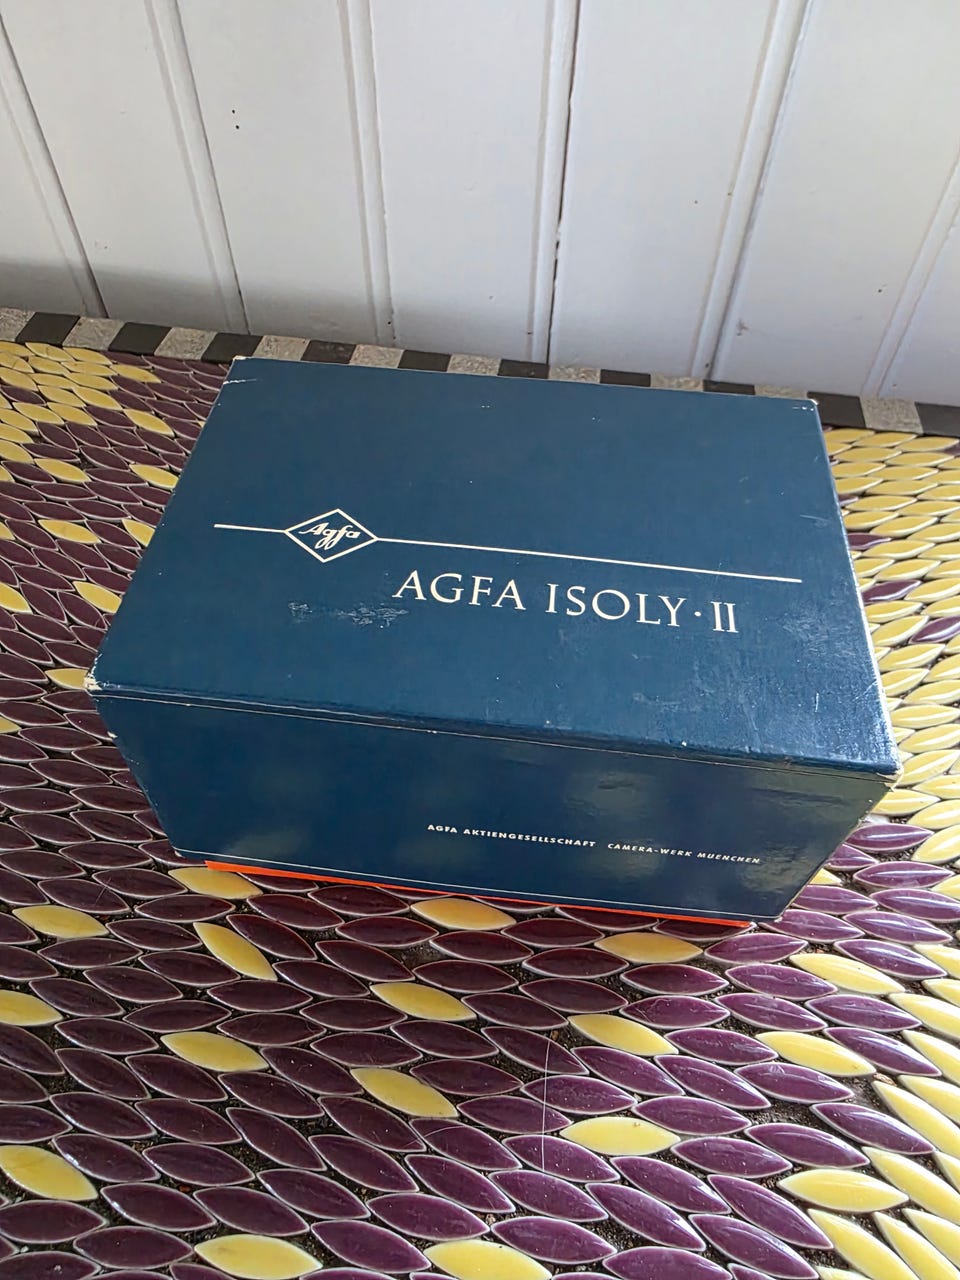 Agfa
AGFA ISOLY·II
AGFA AKTIENGESELLSCHAFT CAMERA-WERK MUENCHEN